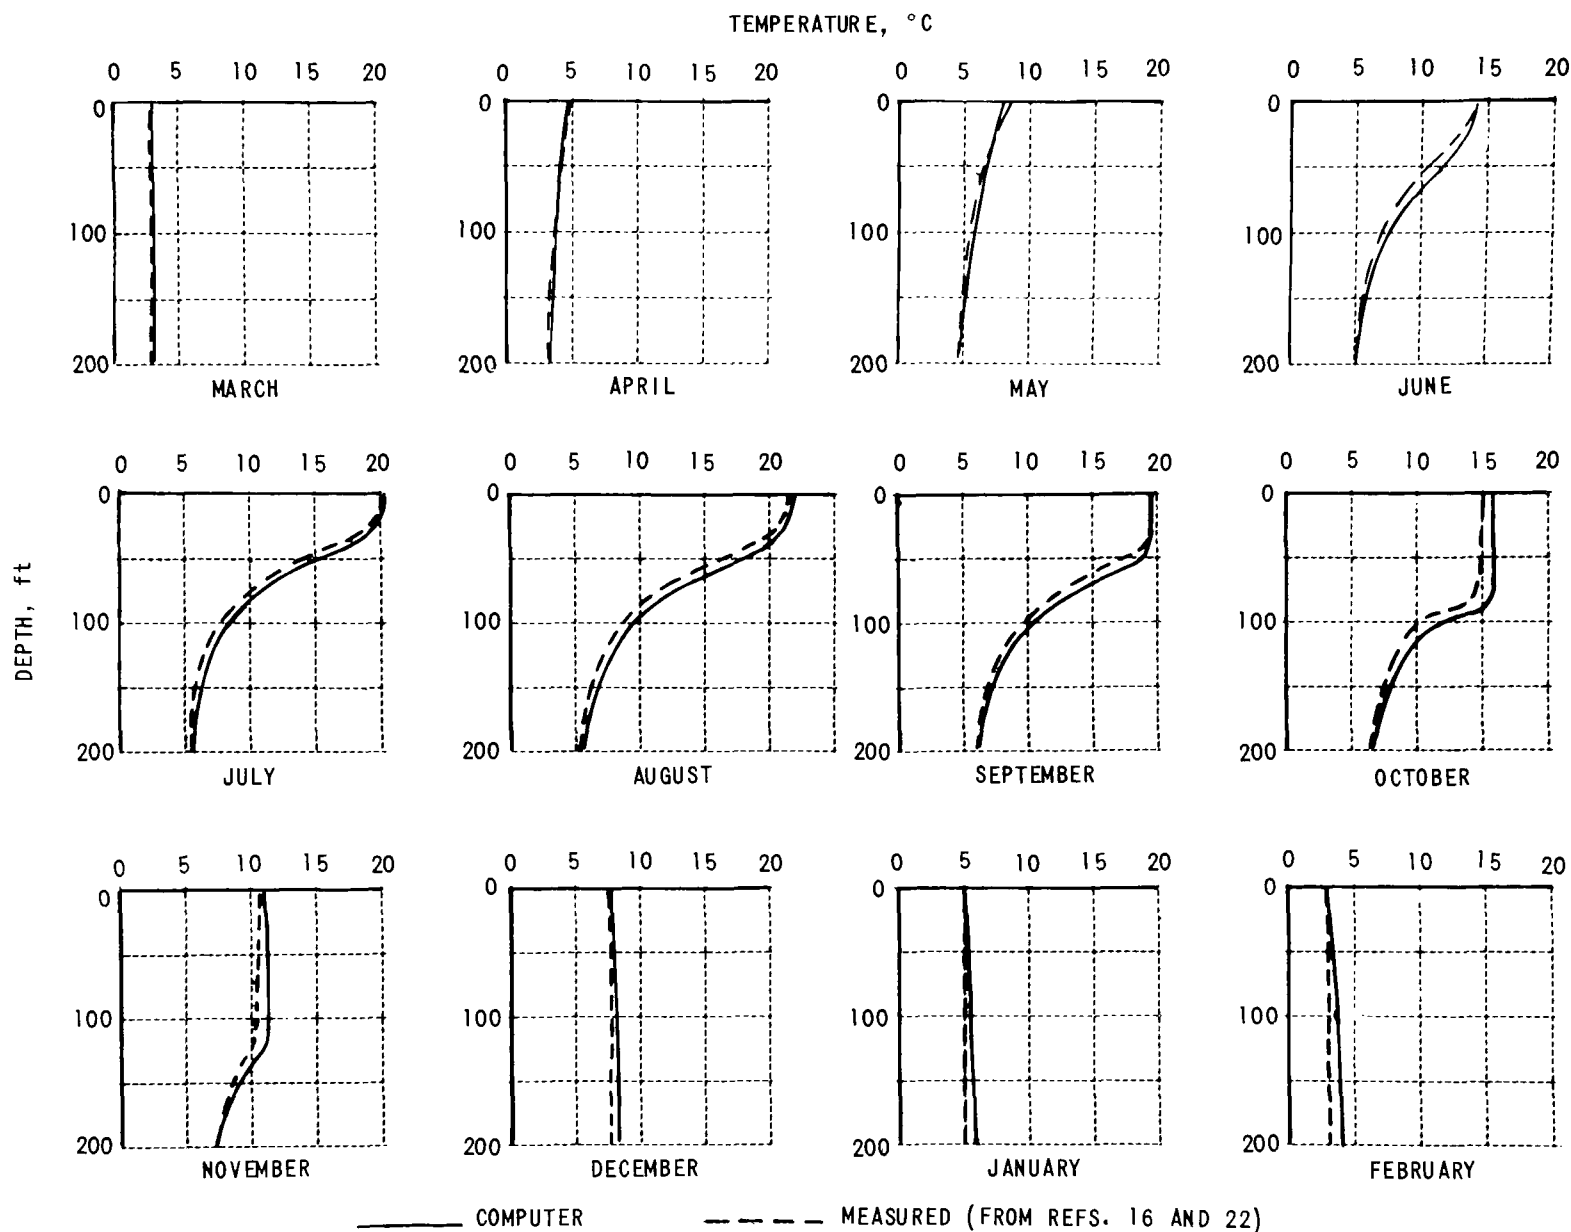 TEMPERATURE, °C
0 5 10 15 20 0 5 10 15 20 0 5 10 15 20 0 5 10 15 20
0 0 0 0
100 100 100 100
200 200 200 200
MARCH APRIL MAY JUNE
DEPTH, ft
0 5 10 15 20 0 5 10 15 20 0 5 10 15 20 0 5 10 15 20
0 0 0 0
100 100 100 100
200 200 200 200
JULY AUGUST SEPTEMBER OCTOBER
0 5 10 15 20 0 5 10 15 20 0 5 10 15 20 0 5 10 15 20
0 0 0 0
100 100 100 100
200 200 200 200
NOVEMBER DECEMBER JANUARY FEBRUARY
COMPUTER MEASURED (FROM REFS. 16 AND 22)